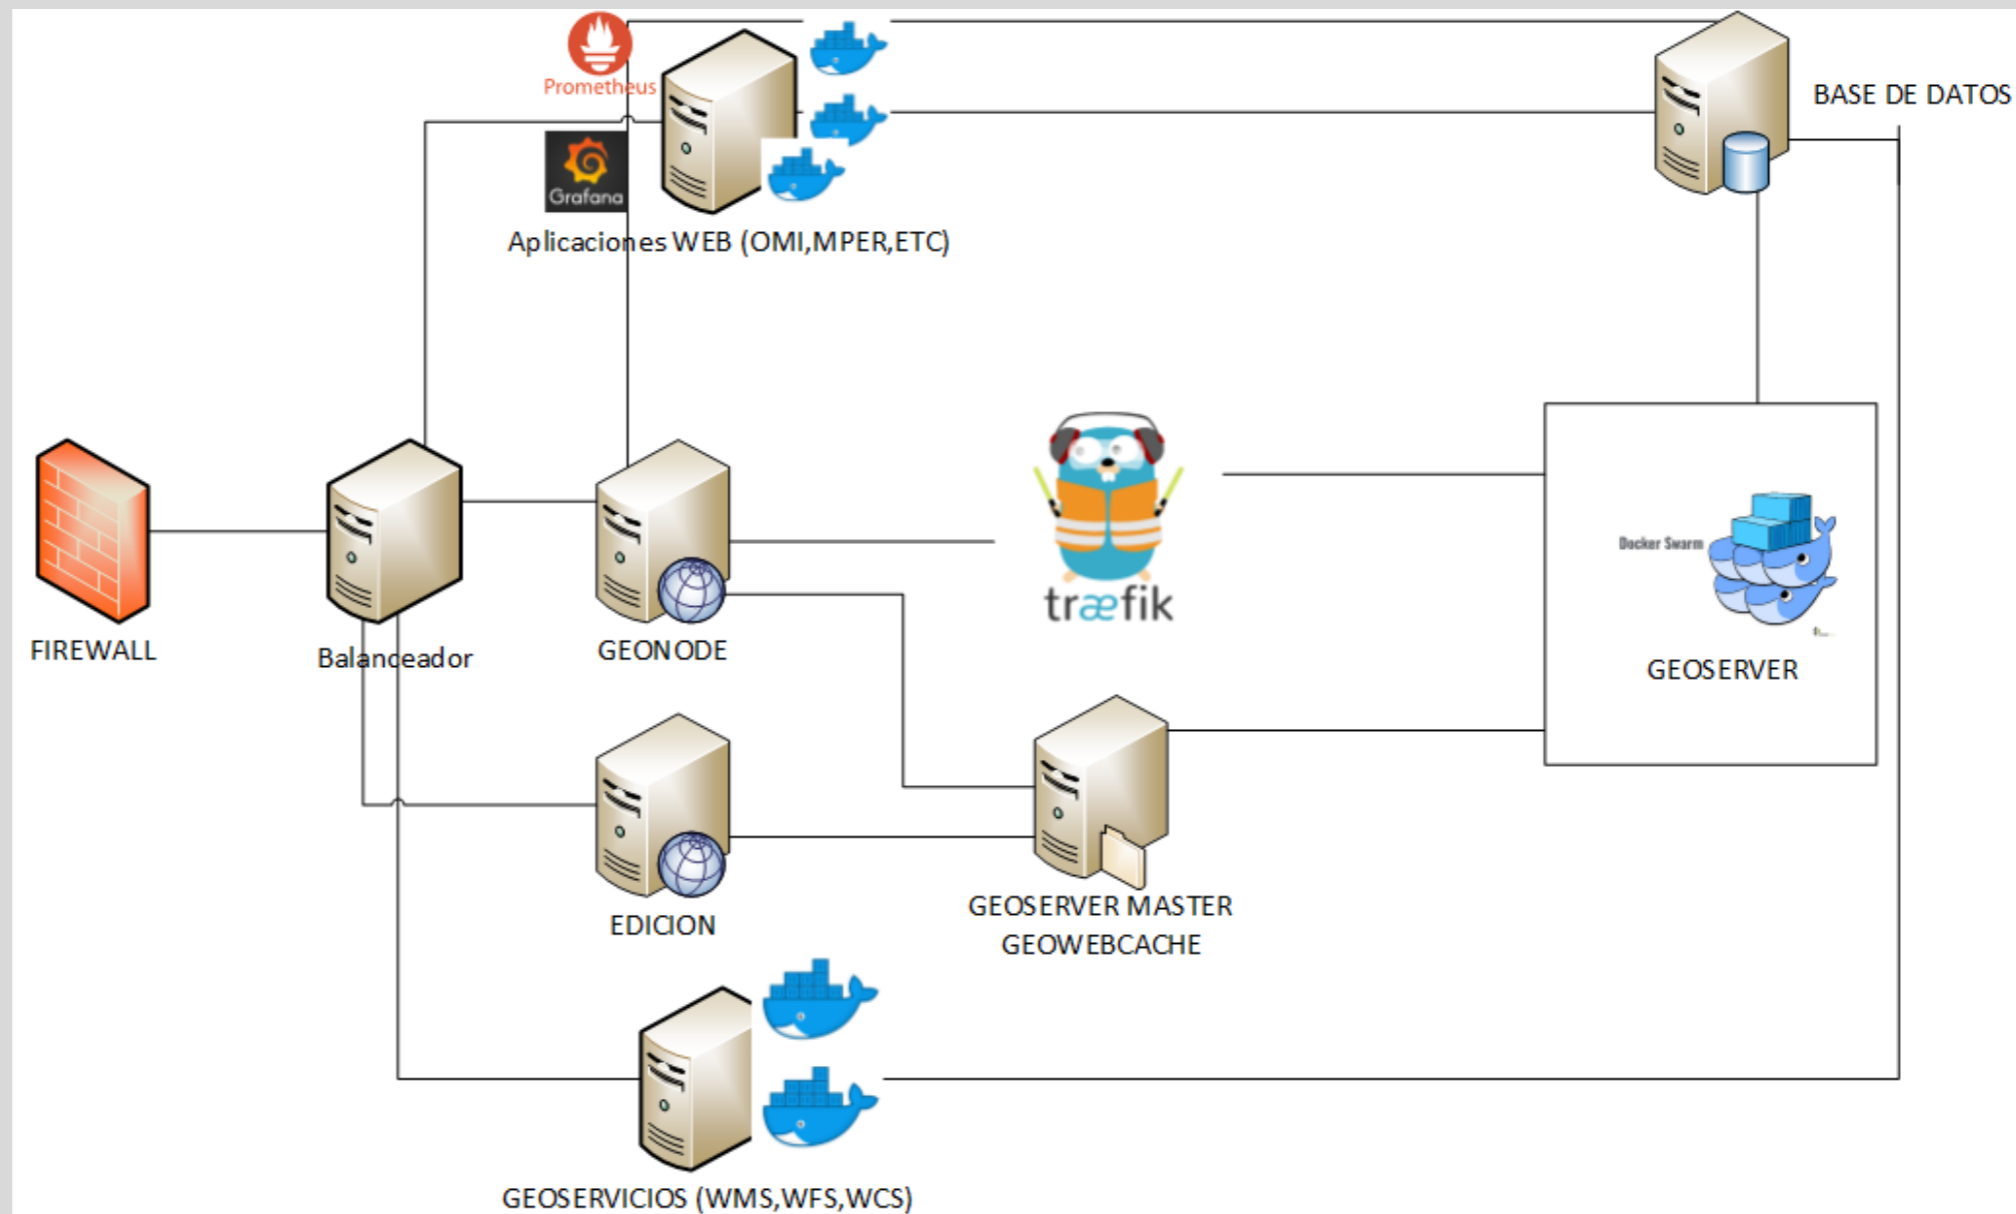 Prometheus
BASE DE DATOS
Grafana
Aplicaciones WEB (OMI,MPER,ETC)
træfik
Docker Swarm
FIREWALL
Balanceador
GEONODE
GEOSERVER
EDICION
GEOSERVER MASTER
GEOWEBCACHE
GEOSERVICIOS (WMS,WFS,WCS)